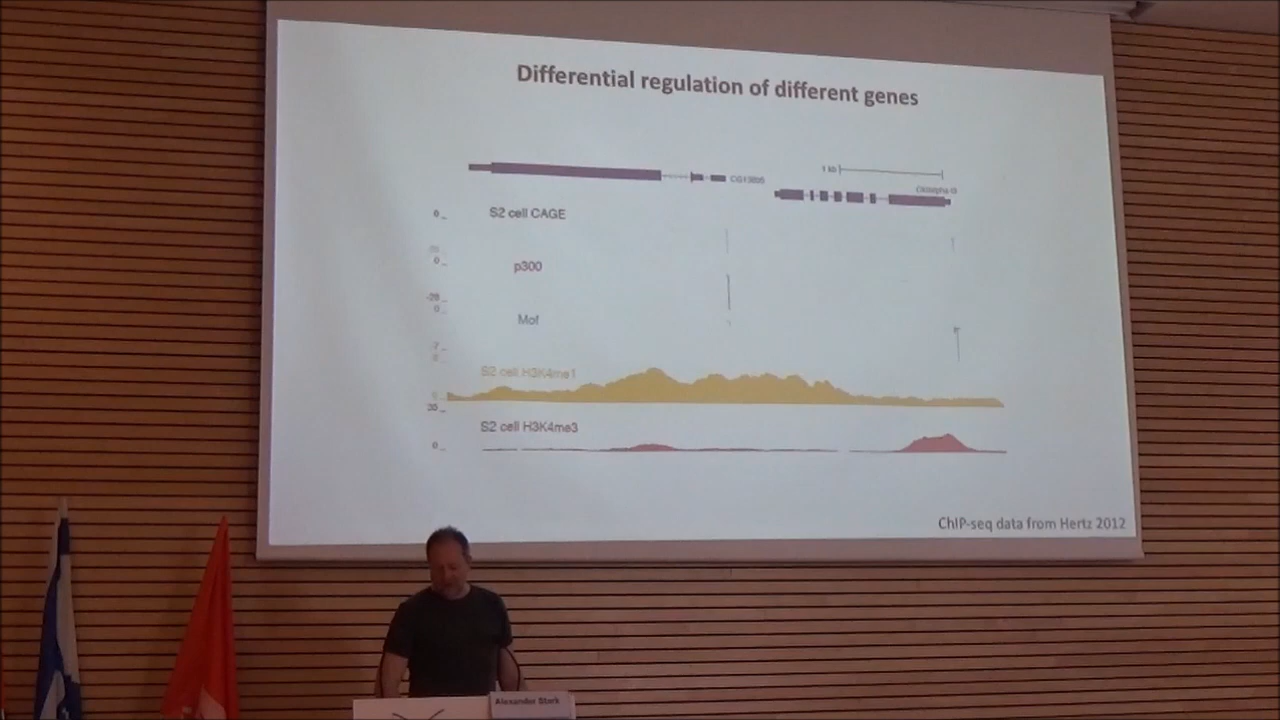 Differential regulation of different genes
1 kb
S2 cell CAGE
p300
Mof
S2 cell H3K4me1
S2 cell H3K4me3
ChIP-seq data from Hertz 2012
Alexander Stark